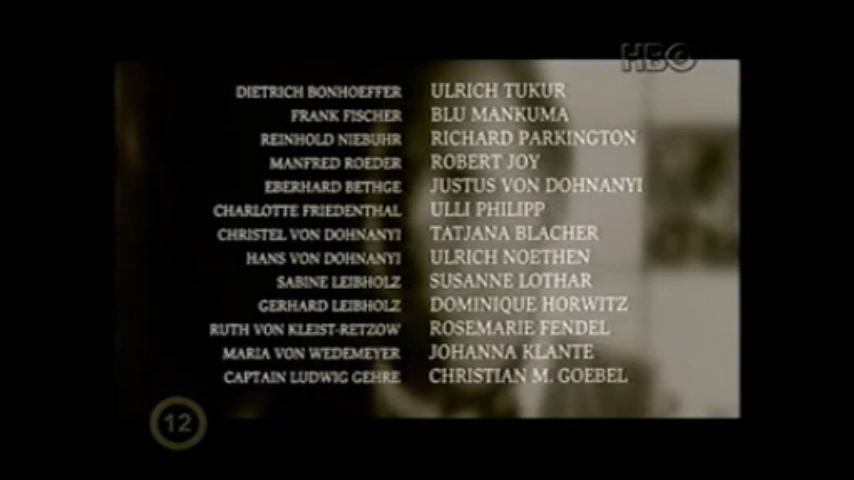 HBO
DIETRICH BONHOEFFER ULRICH TUKUR
FRANK FISCHER BLU MANKUMA
REINHOLD NIEBUHR RICHARD PARKINGTON
MANFRED ROEDER ROBERT JOY
EBERHARD BETHGE JUSTUS VON DOHNANYI
CHARLOTTE FRIEDENTHAL ULLI PHILIPP
CHRISTEL VON DOHNANYI TATJANA BLACHER
HANS VON DOHNANYI ULRICH NOETHEN
SABINE LEIBHOLZ SUSANNE LOTHAR
GERHARD LEIBHOLZ DOMINIQUE HORWITZ
RUTH VON KLEIST-RETZOW ROSEMARIE FENDEL
MARIA VON WEDEMEYER JOHANNA KLANTE
CAPTAIN LUDWIG GEHRE CHRISTIAN M. GOEBEL
12